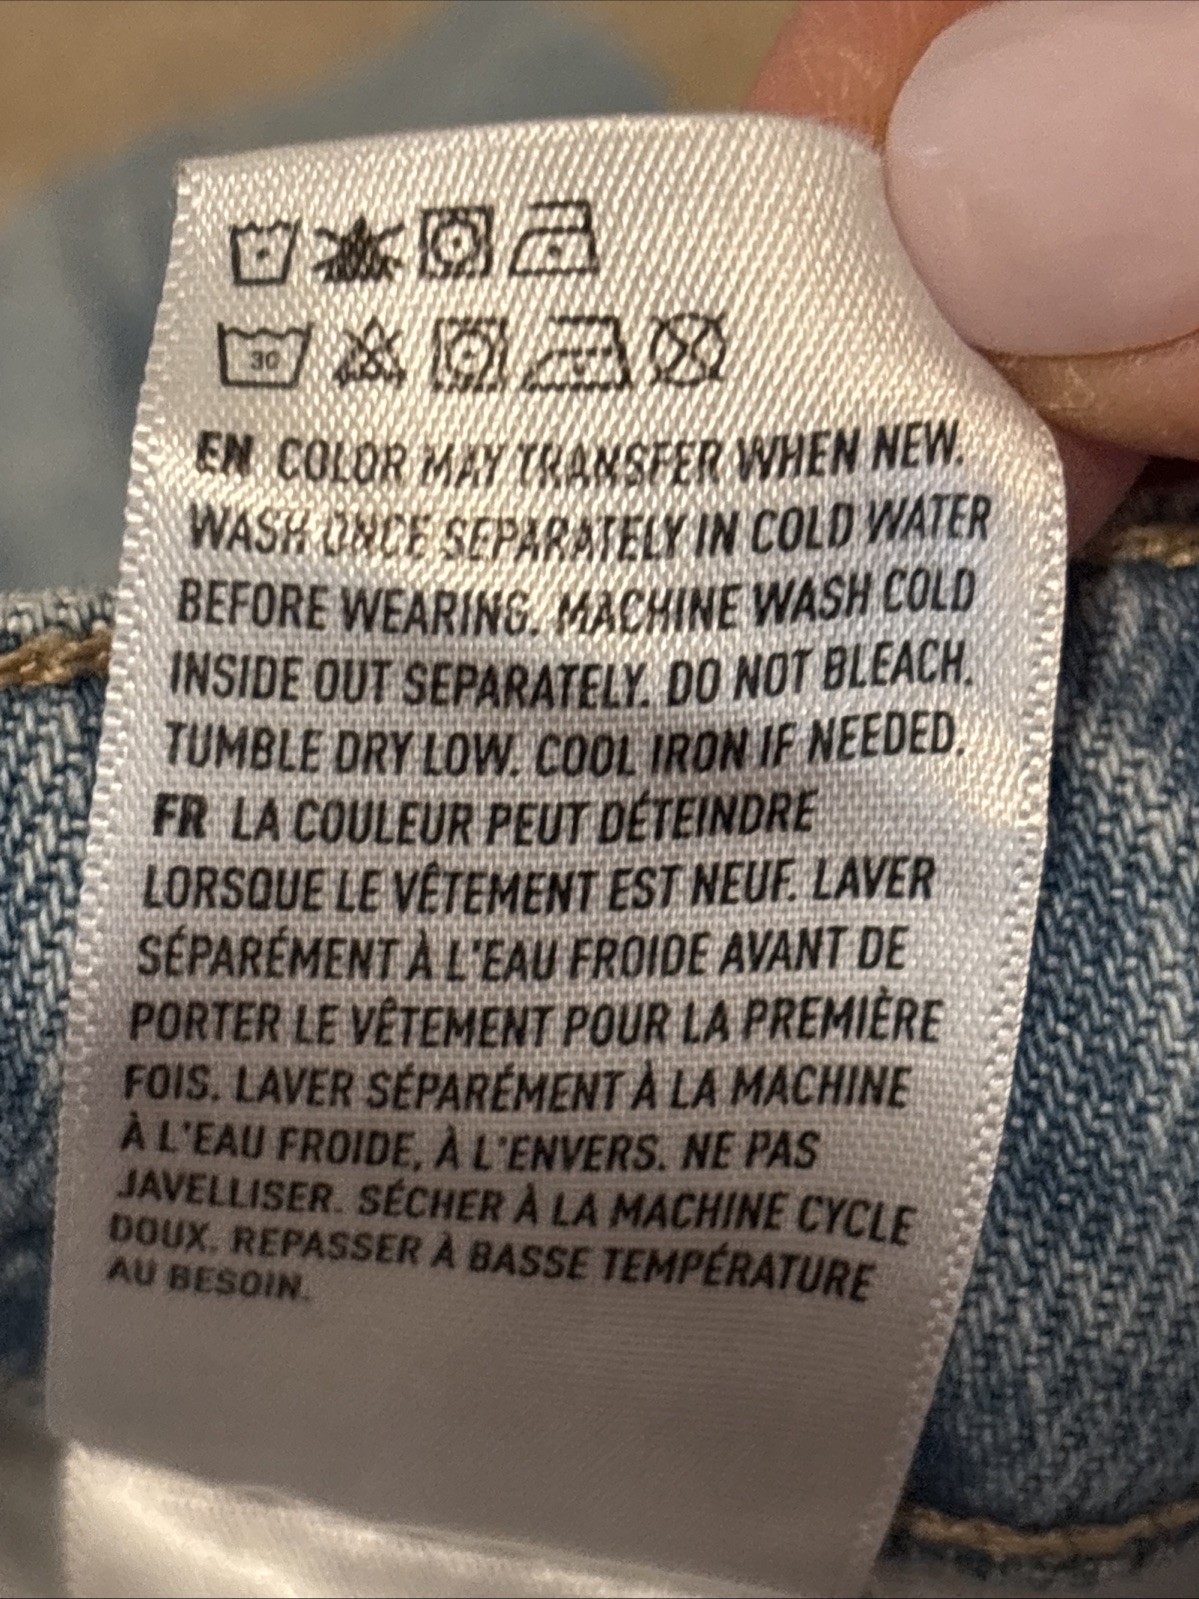 30
EN COLOR MAY TRANSFER WHEN NEW.
WASH ONCE SEPARATELY IN COLD WATER
BEFORE WEARING. MACHINE WASH COLD
INSIDE OUT SEPARATELY. DO NOT BLEACH.
TUMBLE DRY LOW. COOL IRON IF NEEDED.
FR LA COULEUR PEUT DÉTEINDRE
LORSQUE LE VÊTEMENT EST NEUF. LAVER
SÉPARÉMENT À L'EAU FROIDE AVANT DE
PORTER LE VÊTEMENT POUR LA PREMIÈRE
FOIS. LAVER SÉPARÉMENT À LA MACHINE
À L'EAU FROIDE, À L'ENVERS. NE PAS
JAVELLISER. SÉCHER À LA MACHINE CYCLE
DOUX. REPASSER À BASSE TEMPÉRATURE
AU BESOIN.